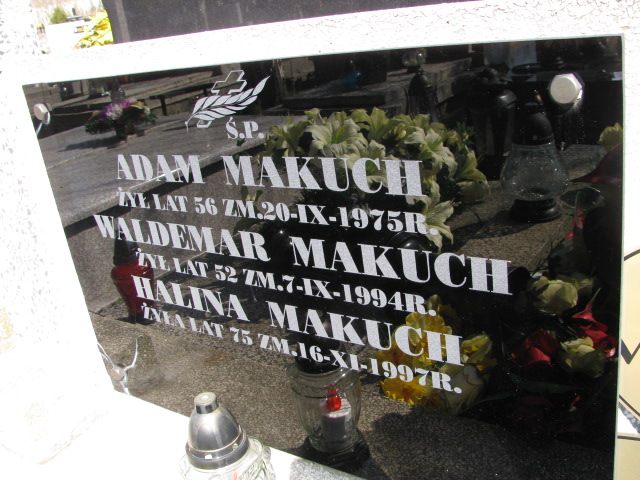 Ś.P.
ADAM MAKUCH
ŻYŁ LAT 56 ZM.20-IX-1975R.
WALDEMAR MAKUCH
ŻYŁ LAT 52 ZM.7-IX-1994R.
HALINA MAKUCH
ŻYŁA LAT 75 ZM.16-XI-1997R.